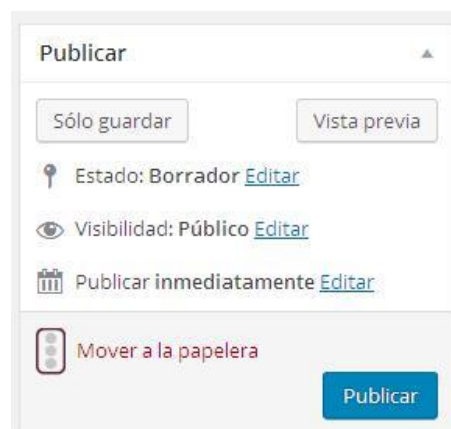 Publicar
Sólo guardar Vista previa
Estado: Borrador Editar
Visibilidad: Público Editar
Publicar inmediatamente Editar
Mover a la papelera
Publicar